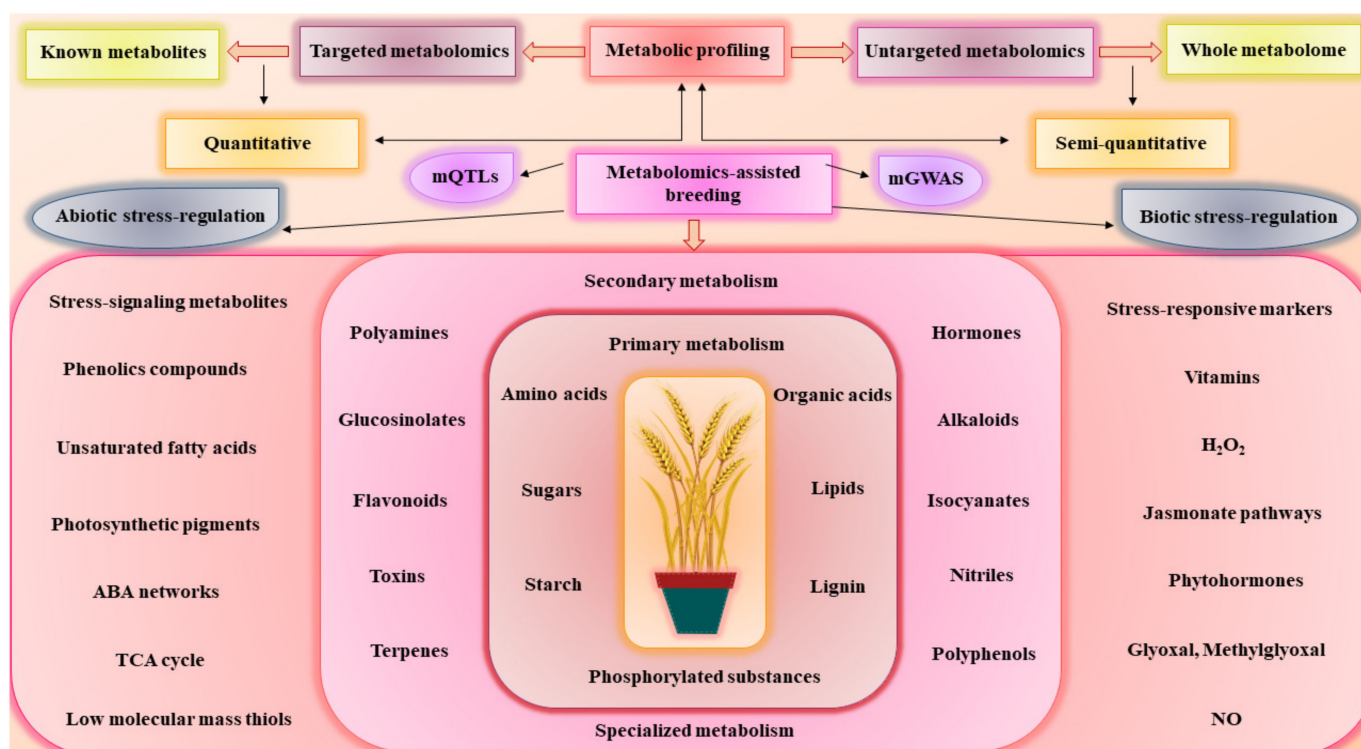 Known metabolites
Targeted metabolomics
Metabolic profiling
Untargeted metabolomics
Whole metabolome
Quantitative
Semi-quantitative
mQTLs
Metabolomics-assisted
breeding
mGWAS
Abiotic stress-regulation
Biotic stress-regulation
Stress-signaling metabolites
Phenolics compounds
Unsaturated fatty acids
Photosynthetic pigments
ABA networks
TCA cycle
Low molecular mass thiols
Secondary metabolism
Polyamines
Glucosinolates
Flavonoids
Toxins
Terpenes
Primary metabolism
Amino acids
Sugars
Starch
Organic acids
Lipids
Lignin
Phosphorylated substances
Hormones
Alkaloids
Isocyanates
Nitriles
Polyphenols
Specialized metabolism
Stress-responsive markers
Vitamins
H₂O₂
Jasmonate pathways
Phytohormones
Glyoxal, Methylglyoxal
NO